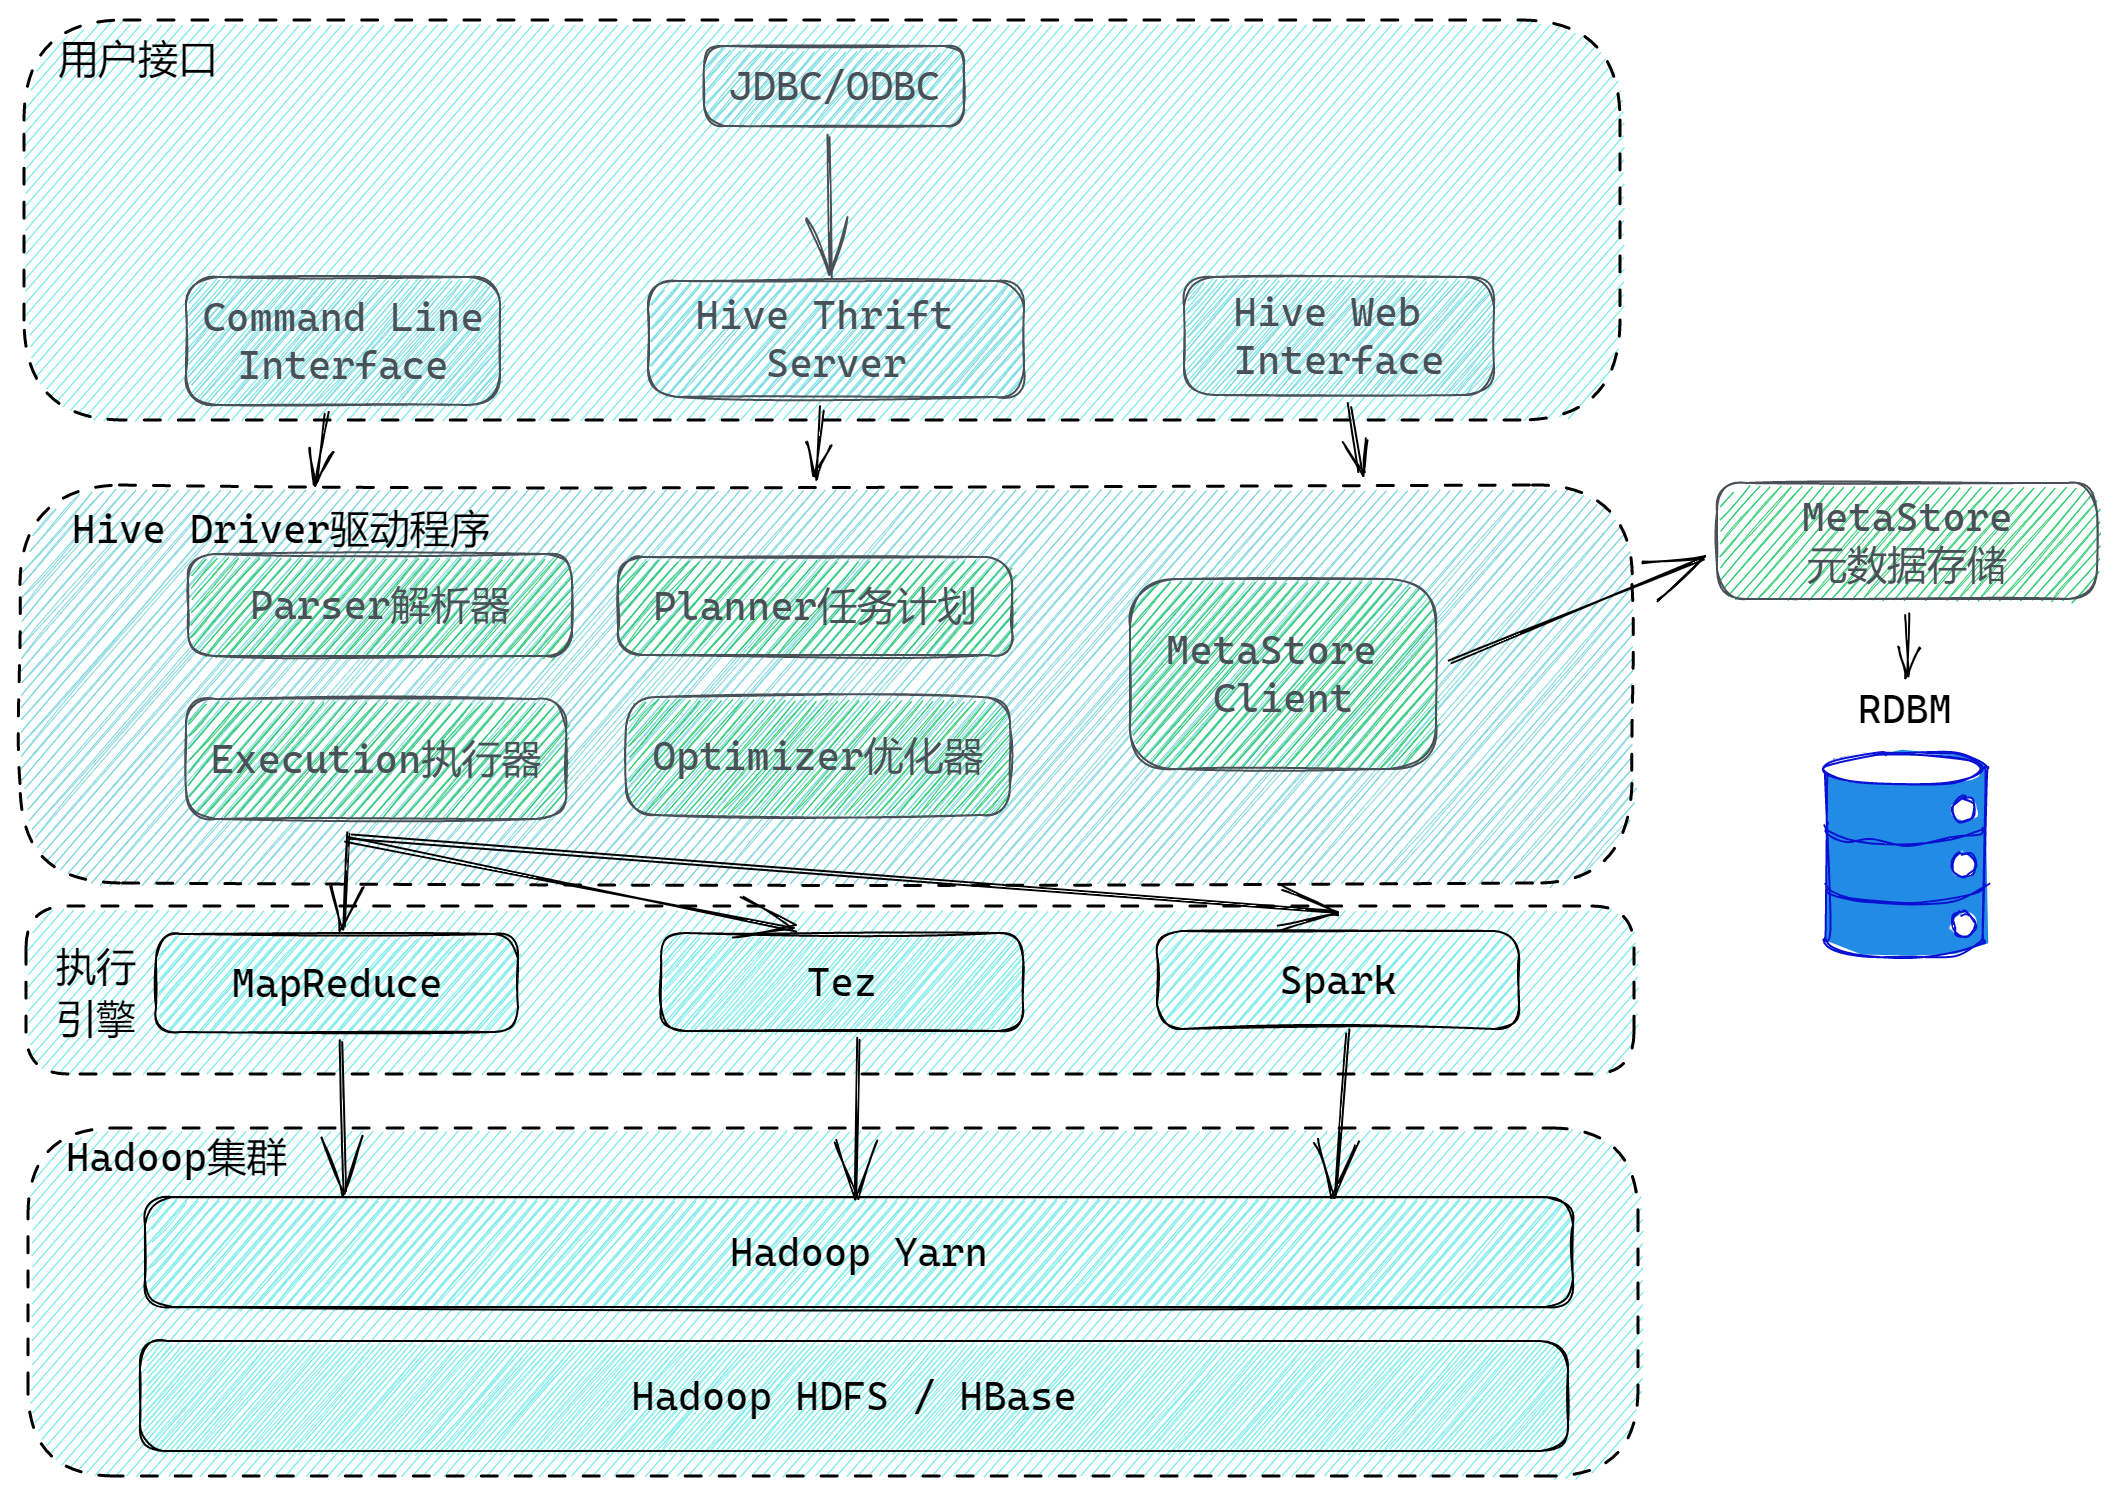 用户接口
JDBC/ODBC
Command Line
Interface
Hive Thrift
Server
Hive Web
Interface
Hive Driver驱动程序
Parser解析器
Planner任务计划
MetaStore
Client
Execution执行器
Optimizer优化器
MetaStore
元数据存储
RDBM
执行
引擎
MapReduce
Tez
Spark
Hadoop集群
Hadoop Yarn
Hadoop HDFS / HBase